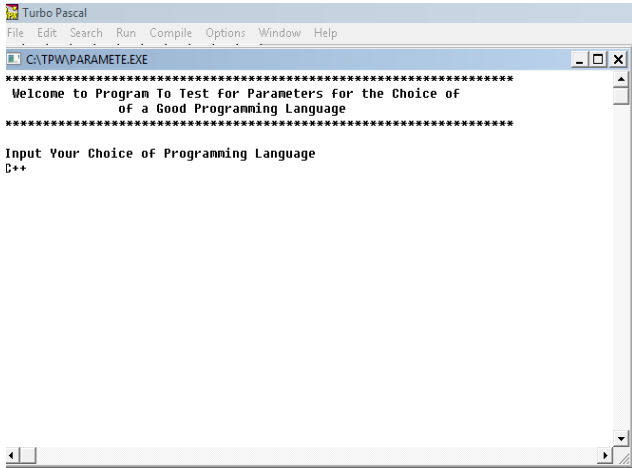 Turbo Pascal
File Edit Search Run Compile Options Window Help
C:\TPW\PARAMETE.EXE
*******************************************************************
Welcome to Program To Test for Parameters for the Choice of
of a Good Programming Language
*******************************************************************
Input Your Choice of Programming Language
C++